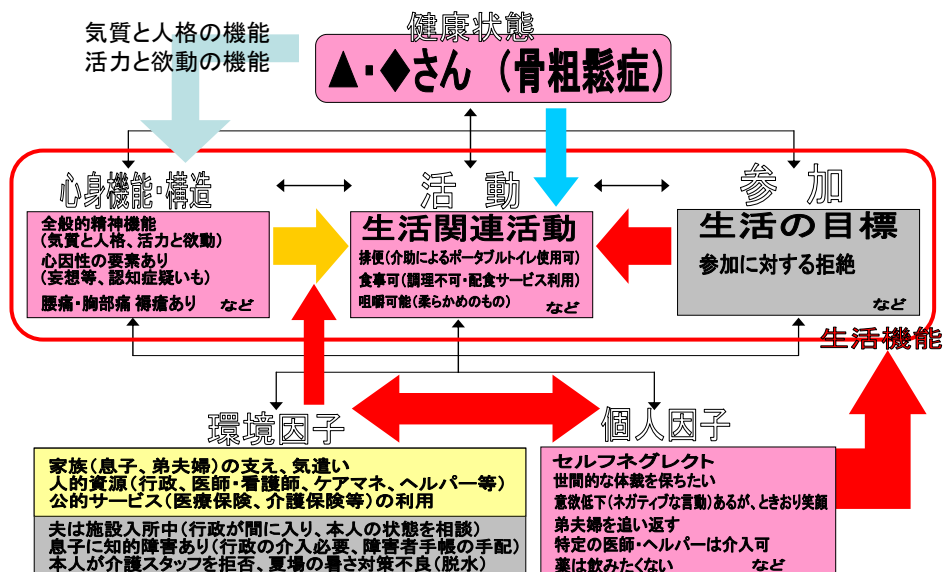 気質と人格の機能
活力と欲動の機能
健康状態
▲・◆さん （骨粗鬆症）
心身機能・構造
活 動
参 加
全般的精神機能
(気質と人格、活力と欲動)
心因性の要素あり
(妄想等、認知症疑いも)
腰痛・胸部痛 褥瘡あり など
生活関連活動
排便(介助によるポータブルトイレ使用可)
食事可(調理不可・配食サービス利用)
咀嚼可能(柔らかめのもの) など
生活の目標
参加に対する拒絶
など
生活機能
環境因子
個人因子
家族(息子、弟夫婦)の支え、気遣い
人的資源(行政、医師・看護師、ケアマネ、ヘルパー等)
公的サービス(医療保険、介護保険等)の利用
夫は施設入所中(行政が間に入り、本人の状態を相談)
息子に知的障害あり(行政の介入必要、障害者手帳の手配)
本人が介護スタッフを拒否、夏場の暑さ対策不良(脱水)
セルフネグレクト
世間的な体裁を保ちたい
意欲低下(ネガティブな言動)あるが、ときおり笑顔
弟夫婦を追い返す
特定の医師・ヘルパーは介入可
薬は飲みたくない など